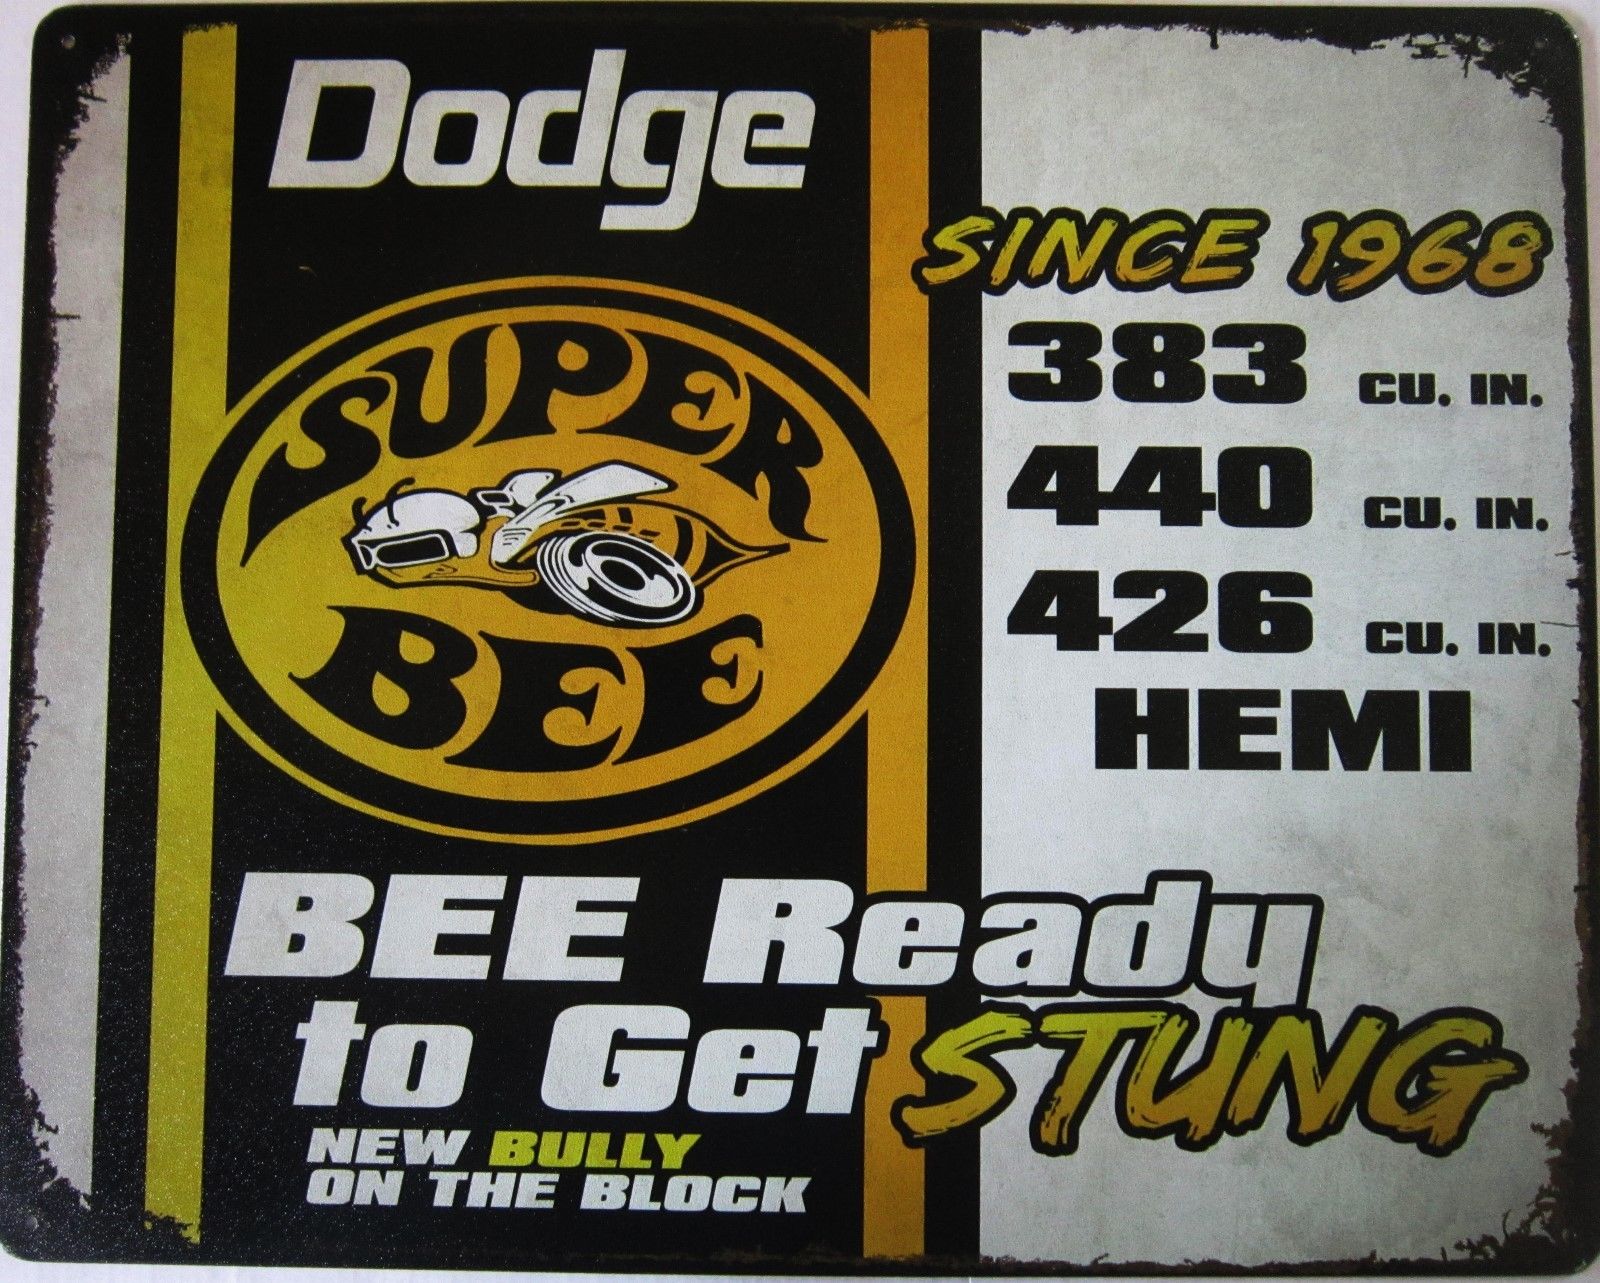 Dodge
SUPER
BEE
SINCE 1968
383 CU. IN.
440 CU. IN.
426 CU. IN.
HEMI
BEE Ready
to Get STUNG
NEW BULLY
ON THE BLOCK